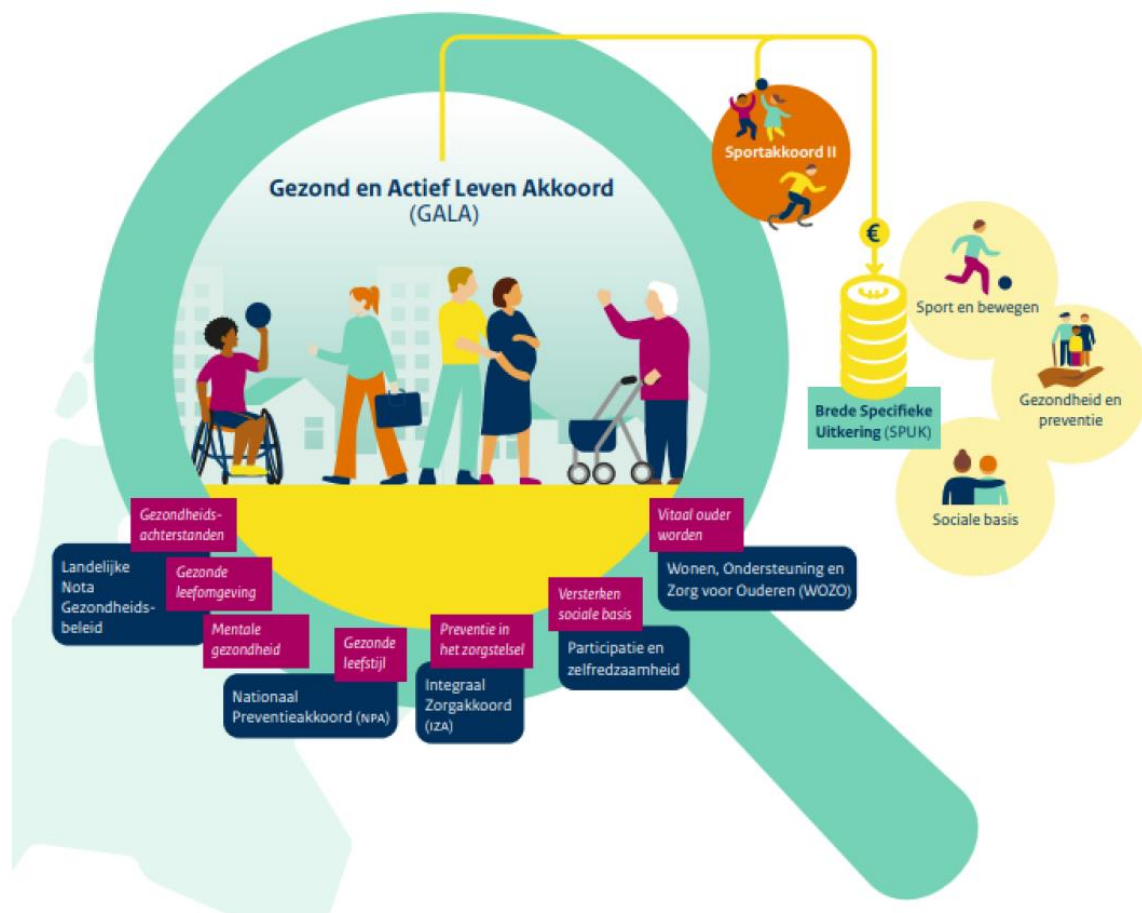 Sportakkoord II
Gezond en Actief Leven Akkoord
(GALA)
€
Sport en bewegen
Gezondheid en
preventie
Brede Specifieke
Uitkering (SPUK)
Sociale basis
Gezondheids-
achterstanden
Landelijke
Nota
Gezondheids-
beleid
Gezonde
leefomgeving
Mentale
gezondheid
Gezonde
leefstijl
Nationaal
Preventieakkoord (NPA)
Preventie in
het zorgstelsel
Integraal
Zorgakkoord
(IZA)
Versterken
sociale basis
Participatie en
zelfredzaamheid
Vitaal ouder
worden
Wonen, Ondersteuning en
Zorg voor Ouderen (WOZO)